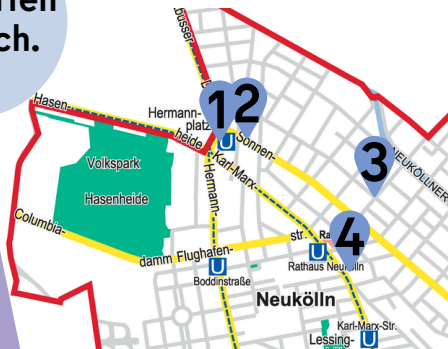 ch.
Hasen-
heide
Hermann-
platz
1
2
U
Sonnen-
3
NEUKÖLLNER
Volkspark
Hasenheide
Karl-Marx-
Hermann-
Columbia-
damm
Flughafen-
str.
4
U
Rathaus Neukölln
U
Boddinstraße
Neukölln
Karl-Marx-Str.
U
Lessing-